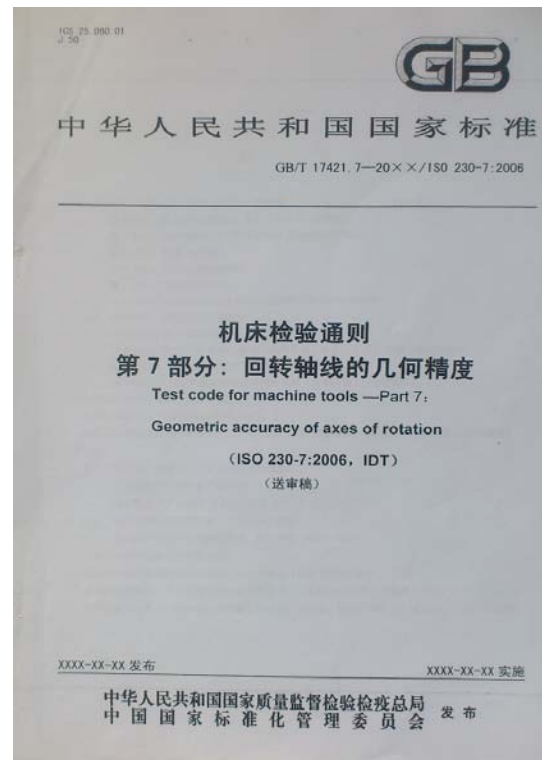 ICS 25.080.01
J 50
GB
中华人民共和国国家标准
GB/T 17421.7—20××/ISO 230-7:2006
机床检验通则
第7部分：回转轴线的几何精度
Test code for machine tools —Part 7:
Geometric accuracy of axes of rotation
（ISO 230-7:2006，IDT）
（送审稿）
XXXX-XX-XX 发布
XXXX-XX-XX 实施
中华人民共和国国家质量监督检验检疫总局
中国国家标准化管理委员会
发布